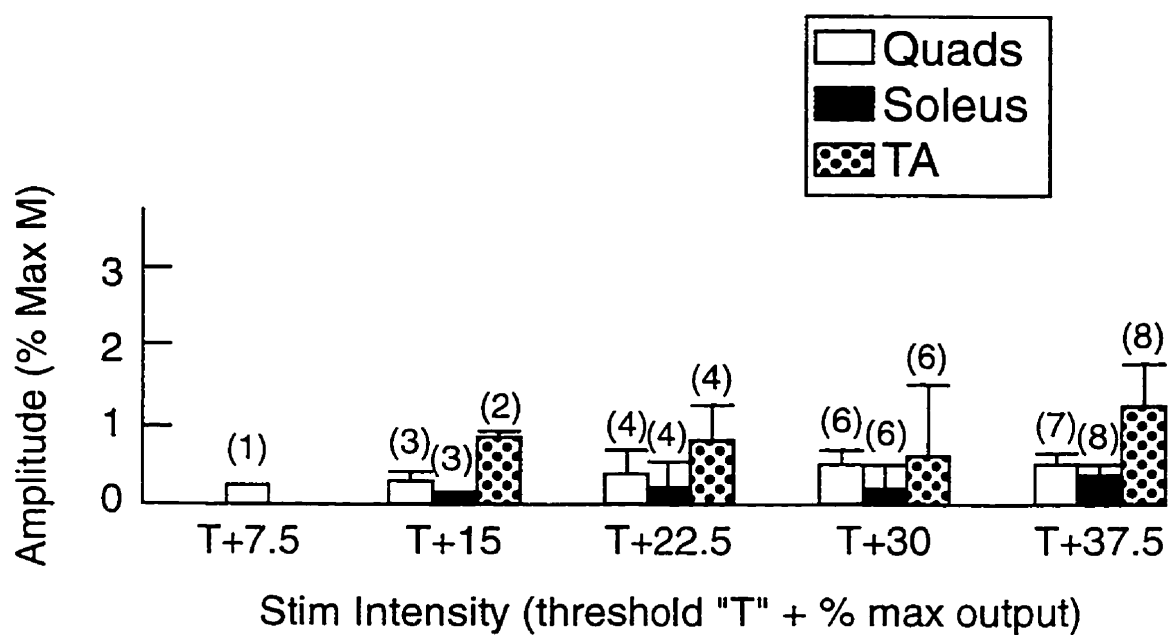 Quads
Soleus
TA
Amplitude (% Max M)
3
2
1
0
(1)
(3)
(3)
(2)
(4)
(4)
(4)
(6)
(6)
(6)
(7)
(8)
(8)
T+7.5
T+15
T+22.5
T+30
T+37.5
Stim Intensity (threshold "T" + % max output)